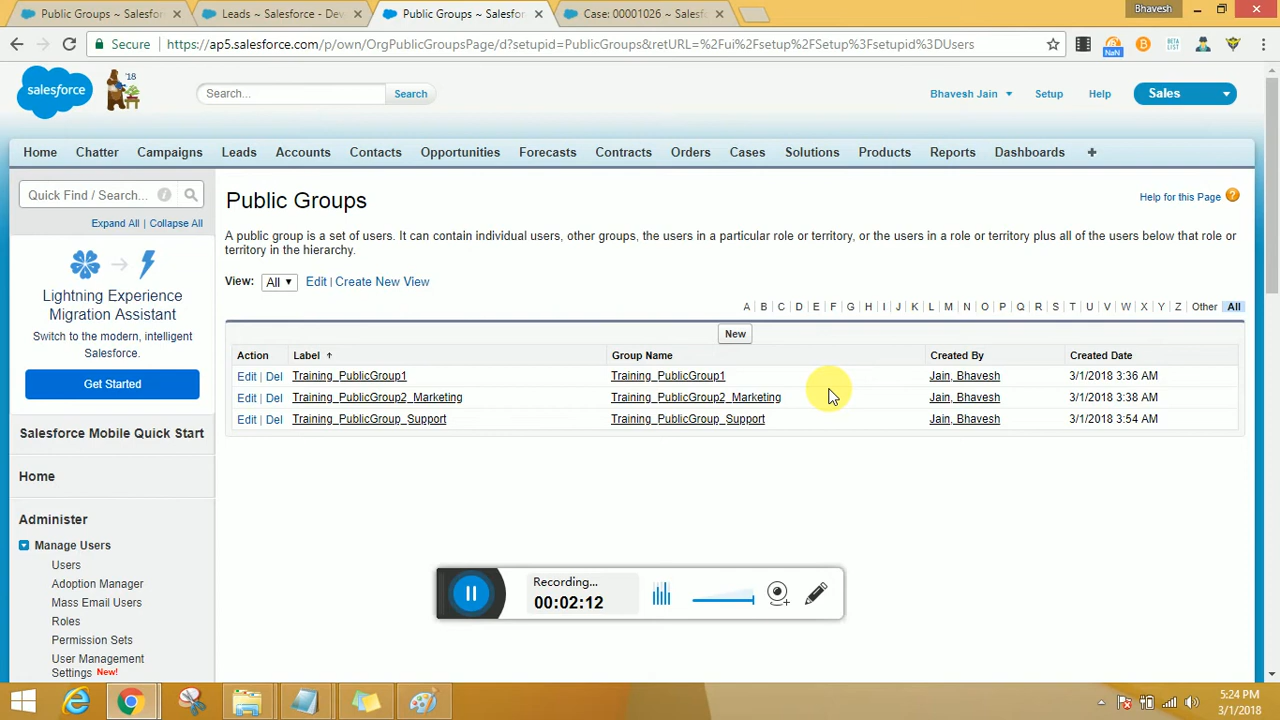 Public Groups ~ Salesfor
Leads ~ Salesforce - Dev
Public Groups ~ Salesfor
Case: 00001026 ~ Salesf
Bhavesh
Secure
https://ap5.salesforce.com/p/own/OrgPublicGroupsPage/d?setupid=PublicGroups&retURL=%2Fui%2Fsetup%2FSetup%3Fsetupid%3DUsers
NaN
BETA LIST
salesforce
'18
Search...
Search
Bhavesh Jain
Setup
Help
Sales
Home Chatter Campaigns Leads Accounts Contacts Opportunities Forecasts Contracts Orders Cases Solutions Products Reports Dashboards +
Quick Find / Search...
Expand All | Collapse All
Lightning Experience
Migration Assistant
Switch to the modern, intelligent
Salesforce.
Get Started
Salesforce Mobile Quick Start
Home
Administer
Manage Users
Users
Adoption Manager
Mass Email Users
Roles
Permission Sets
User Management
Settings New!
Public Groups
Help for this Page ?
A public group is a set of users. It can contain individual users, other groups, the users in a particular role or territory, or the users in a role or territory plus all of the users below that role or
territory in the hierarchy.
View: All Edit | Create New View
A | B | C | D | E | F | G | H | I | J | K | L | M | N | O | P | Q | R | S | T | U | V | W | X | Y | Z | Other All
New
Action Label Group Name Created By Created Date
Edit | Del Training_PublicGroup1 Training_PublicGroup1 Jain, Bhavesh 3/1/2018 3:36 AM
Edit | Del Training_PublicGroup2_Marketing Training_PublicGroup2_Marketing Jain, Bhavesh 3/1/2018 3:38 AM
Edit | Del Training_PublicGroup_Support Training_PublicGroup_Support Jain, Bhavesh 3/1/2018 3:54 AM
Recording...
00:02:12
5:24 PM
3/1/2018